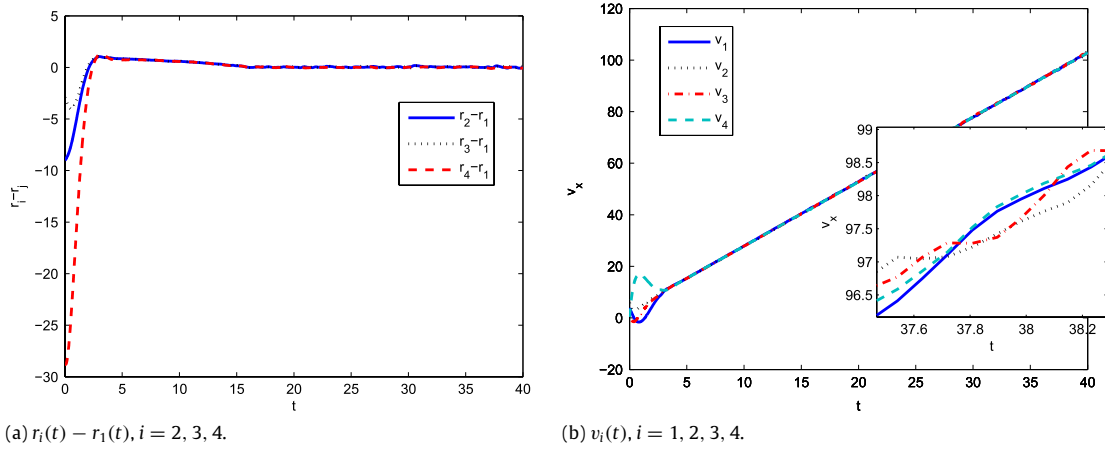 5
0
−5
−10
−15
−20
−25
−30
r_i−r_j
0 5 10 15 20 25 30 35 40
t
r_2−r_1
r_3−r_1
r_4−r_1
(a) r_i(t) − r_1(t), i = 2, 3, 4.
120
100
80
60
40
20
0
−20
v_x
0 5 10 15 20 25 30 35 40
t
v_1
v_2
v_3
v_4
99
98.5
98
97.5
97
96.5
v_x
37.6 37.8 38 38.2
t
(b) v_i(t), i = 1, 2, 3, 4.